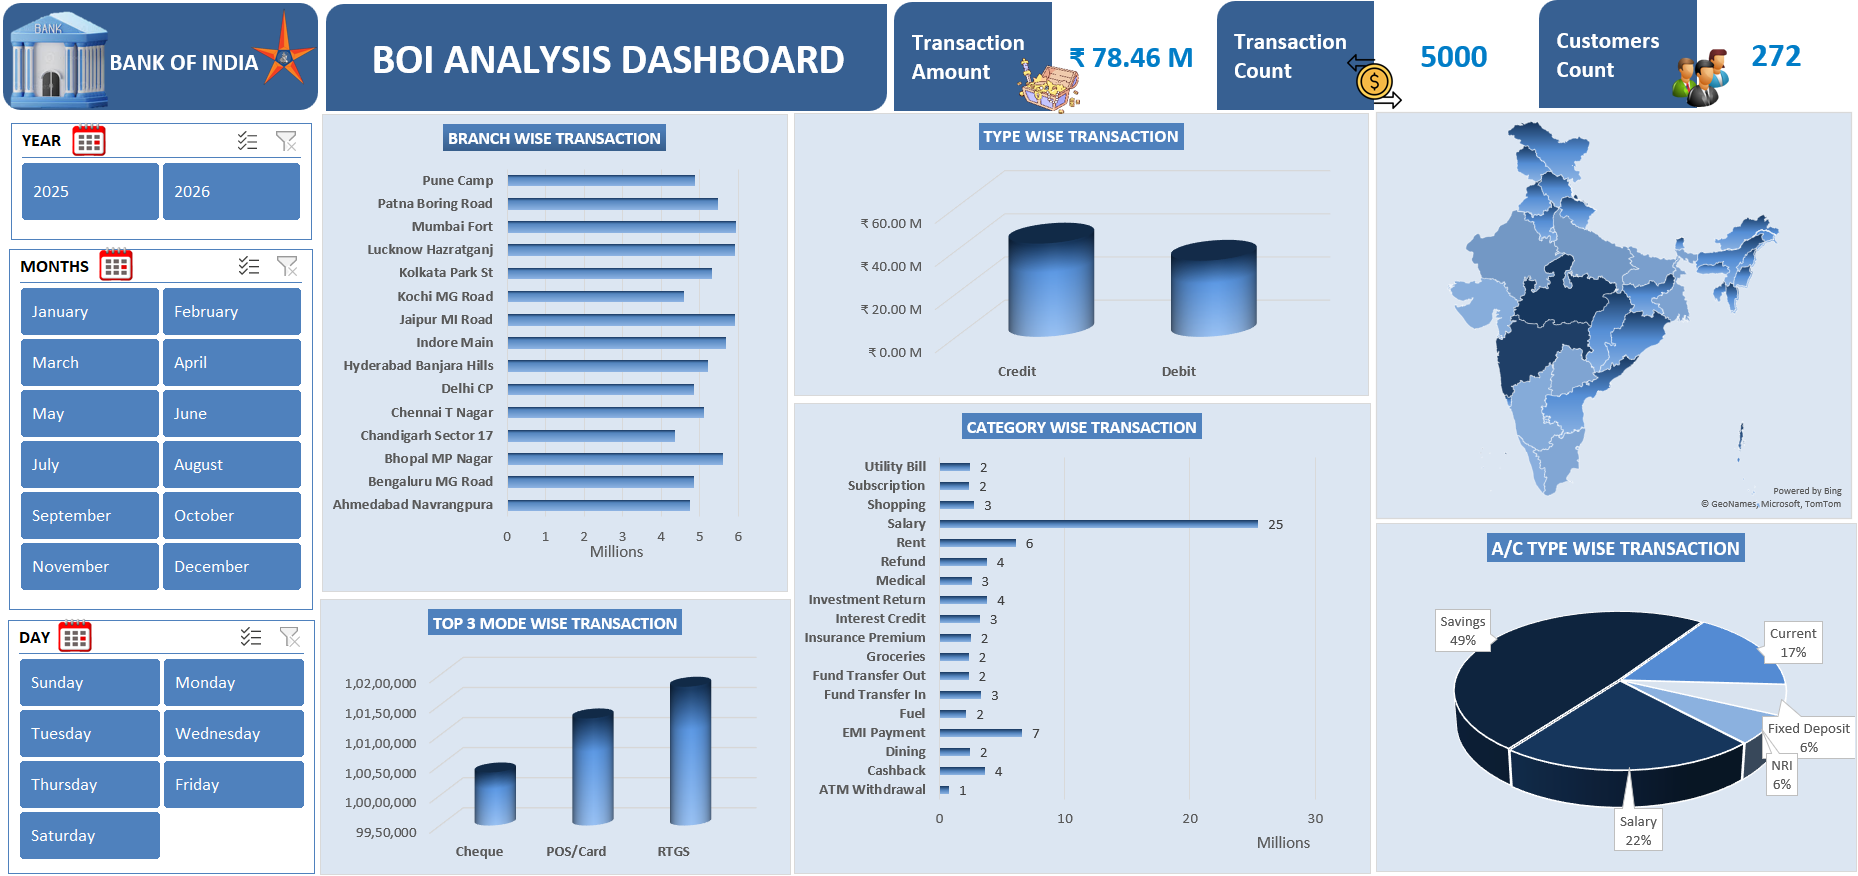 BANK
BANK OF INDIA
BOI ANALYSIS DASHBOARD
Transaction
Amount
₹ 78.46 M
Transaction
Count
5000
Customers
Count
272
YEAR
2025
2026
MONTHS
January
February
March
April
May
June
July
August
September
October
November
December
DAY
Sunday
Monday
Tuesday
Wednesday
Thursday
Friday
Saturday
BRANCH WISE TRANSACTION
Pune Camp
Patna Boring Road
Mumbai Fort
Lucknow Hazratganj
Kolkata Park St
Kochi MG Road
Jaipur MI Road
Indore Main
Hyderabad Banjara Hills
Delhi CP
Chennai T Nagar
Chandigarh Sector 17
Bhopal MP Nagar
Bengaluru MG Road
Ahmedabad Navrangpura
0 1 2 3 4 5 6
Millions
TOP 3 MODE WISE TRANSACTION
1,02,00,000
1,01,50,000
1,01,00,000
1,00,50,000
1,00,00,000
99,50,000
Cheque POS/Card RTGS
TYPE WISE TRANSACTION
₹ 60.00 M
₹ 40.00 M
₹ 20.00 M
₹ 0.00 M
Credit Debit
CATEGORY WISE TRANSACTION
Utility Bill 2
Subscription 2
Shopping 3
Salary 25
Rent 6
Refund 4
Medical 3
Investment Return 4
Interest Credit 3
Insurance Premium 2
Groceries 2
Fund Transfer Out 2
Fund Transfer In 3
Fuel 2
EMI Payment 7
Dining 2
Cashback 4
ATM Withdrawal 1
0 10 20 30
Millions
Powered by Bing
© GeoNames, Microsoft, TomTom
A/C TYPE WISE TRANSACTION
Savings
49%
Current
17%
Fixed Deposit
6%
NRI
6%
Salary
22%